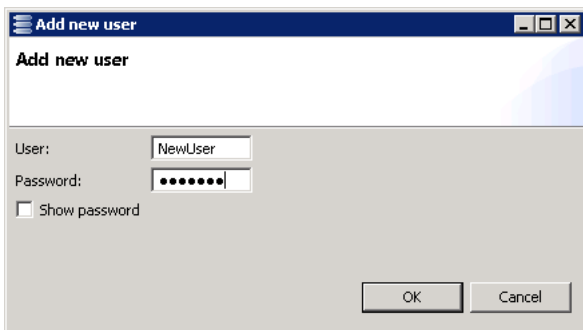 Add new user
Add new user
User: NewUser
Password: ●●●●●●●
Show password
OK Cancel